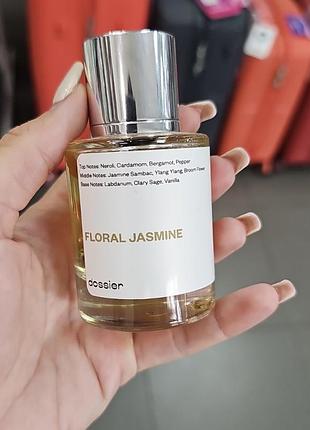 Top Notes: Neroli, Cardamom, Bergamot, Pepper
Middle Notes: Jasmine Sambac, Ylang Ylang, Broom Flower
Base Notes: Labdanum, Clary Sage, Vanilla
FLORAL JASMINE
dossier